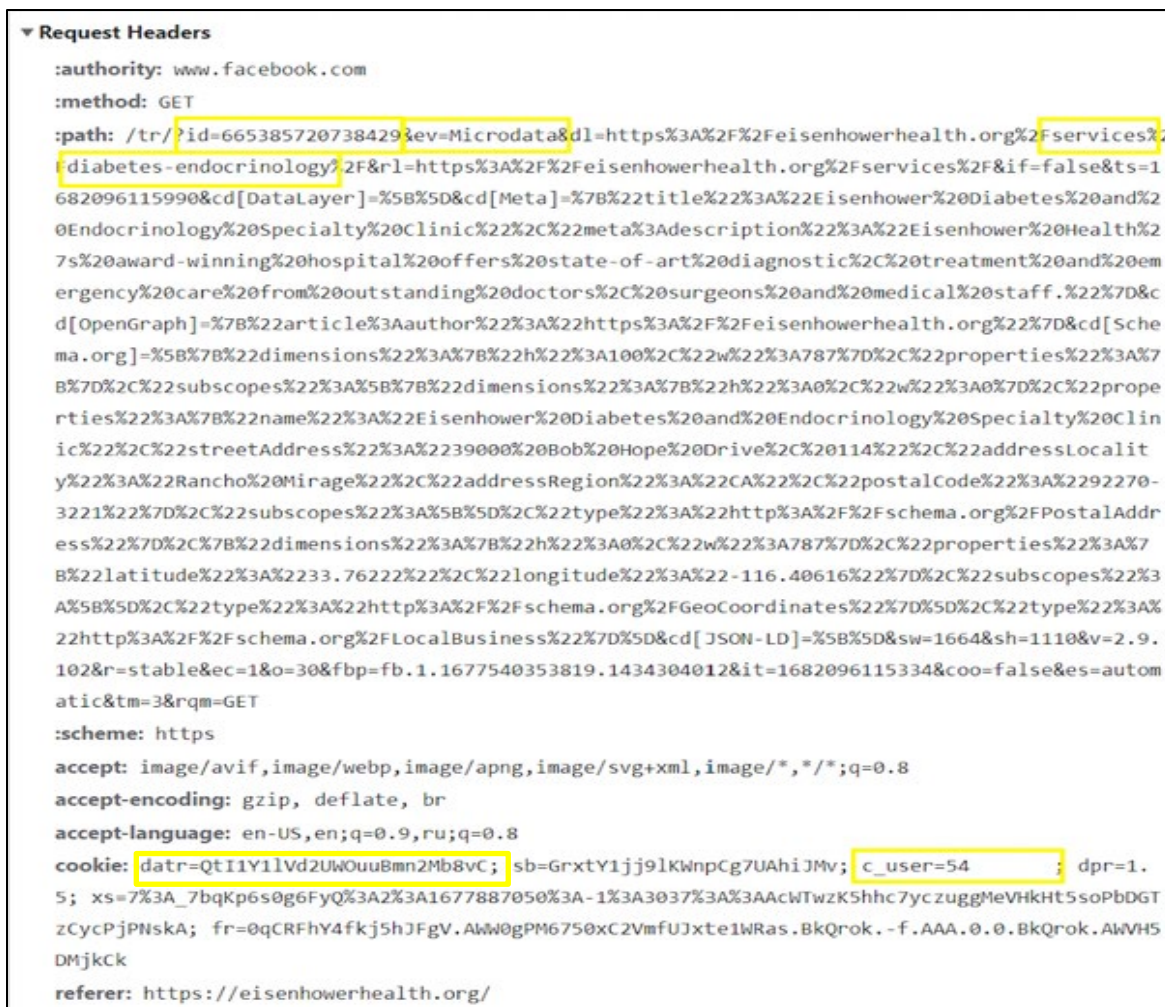 ▼ Request Headers
:authority: www.facebook.com
:method: GET
:path: /tr/?id=665385720738429&ev=Microdata&dl=https%3A%2F%2Feisenhowerhealth.org%2Fservices%2
Fdiabetes-endocrinology%2F&rl=https%3A%2F%2Feisenhowerhealth.org%2Fservices%2F&if=false&ts=1
682096115990&cd[DataLayer]=%5B%5D&cd[Meta]=%7B%22title%22%3A%22Eisenhower%20Diabetes%20and%2
0Endocrinology%20Specialty%20Clinic%22%2C%22meta%3Adescription%22%3A%22Eisenhower%20Health%2
7s%20award-winning%20hospital%20offers%20state-of-art%20diagnostic%2C%20treatment%20and%20em
ergency%20care%20from%20outstanding%20doctors%2C%20surgeons%20and%20medical%20staff.%22%7D&c
d[OpenGraph]=%7B%22article%3Aauthor%22%3A%22https%3A%2F%2Feisenhowerhealth.org%22%7D&cd[Sche
ma.org]=%5B%7B%22dimensions%22%3A%7B%22h%22%3A100%2C%22w%22%3A787%7D%2C%22properties%22%3A%7
B%7D%2C%22subscopes%22%3A%5B%7B%22dimensions%22%3A%7B%22h%22%3A0%2C%22w%22%3A0%7D%2C%22prope
rties%22%3A%7B%22name%22%3A%22Eisenhower%20Diabetes%20and%20Endocrinology%20Specialty%20Clin
ic%22%2C%22streetAddress%22%3A%2239000%20Bob%20Hope%20Drive%2C%20114%22%2C%22addressLocalit
y%22%3A%22Rancho%20Mirage%22%2C%22addressRegion%22%3A%22CA%22%2C%22postalCode%22%3A%2292270-
3221%22%7D%2C%22subscopes%22%3A%5B%5D%2C%22type%22%3A%22http%3A%2F%2Fschema.org%2FPostalAddr
ess%22%7D%2C%7B%22dimensions%22%3A%7B%22h%22%3A0%2C%22w%22%3A787%7D%2C%22properties%22%3A%7
B%22latitude%22%3A%2233.76222%22%2C%22longitude%22%3A%22-116.40616%22%7D%2C%22subscopes%22%3
A%5B%5D%2C%22type%22%3A%22http%3A%2F%2Fschema.org%2FGeoCoordinates%22%7D%5D%2C%22type%22%3A%
22http%3A%2F%2Fschema.org%2FLocalBusiness%22%7D%5D&cd[JSON-LD]=%5B%5D&sw=1664&sh=1110&v=2.9.
102&r=stable&ec=1&o=30&fbp=fb.1.1677540353819.1434304012&it=1682096115334&coo=false&es=autom
atic&tm=3&rqm=GET
:scheme: https
accept: image/avif,image/webp,image/apng,image/svg+xml,image/*,*/*;q=0.8
accept-encoding: gzip, deflate, br
accept-language: en-US,en;q=0.9,ru;q=0.8
cookie: datr=QtI1Y1lVd2UWOuuBmn2Mb8vC; sb=GrxtY1jj9lKWnpCg7UAhiJMv; c_user=54 ; dpr=1.
5; xs=7%3A_7bqKp6s0g6FyQ%3A2%3A1677887050%3A-1%3A3037%3A%3AAcWTwzK5hhc7yczuggMeVHkHt5soPbDGT
zCycPjPNskA; fr=0qCRFhY4fkj5hJFgV.AWW0gPM6750xC2VmfUJxte1WRas.BkQrok.-f.AAA.0.0.BkQrok.AWVH5
DMjkCk
referer: https://eisenhowerhealth.org/